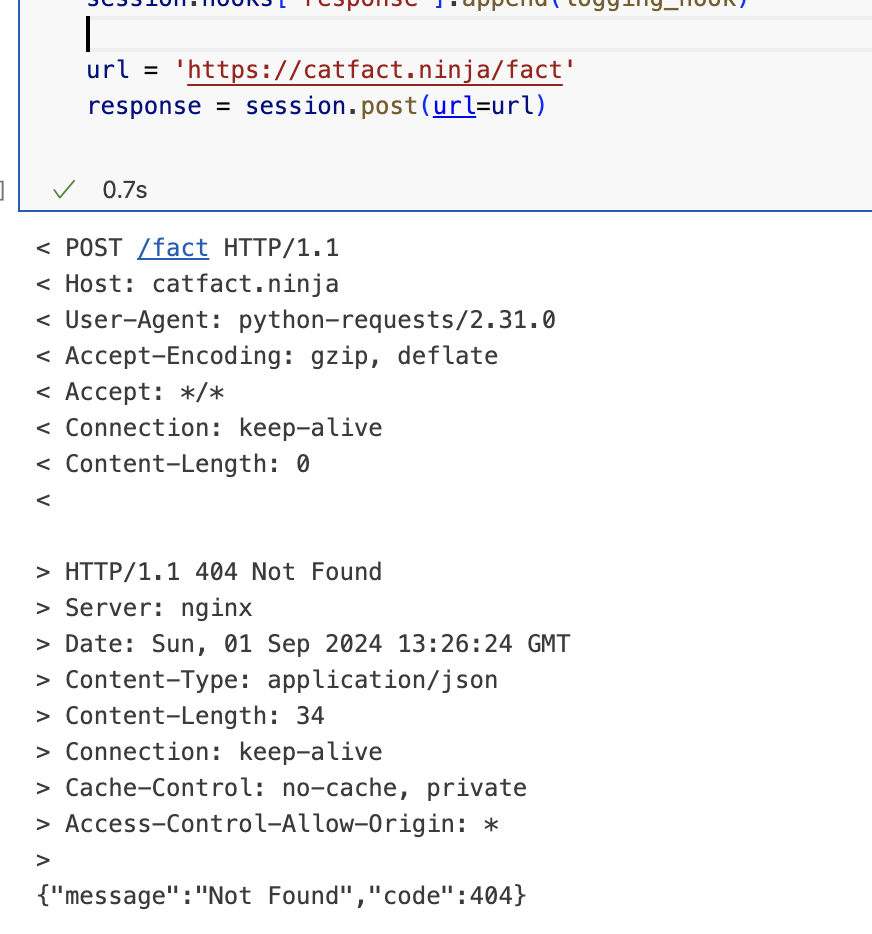 session.hooks["response"].append(logging_hook)
url = 'https://catfact.ninja/fact'
response = session.post(url=url)
] ✓ 0.7s
< POST /fact HTTP/1.1
< Host: catfact.ninja
< User-Agent: python-requests/2.31.0
< Accept-Encoding: gzip, deflate
< Accept: */*
< Connection: keep-alive
< Content-Length: 0
<
> HTTP/1.1 404 Not Found
> Server: nginx
> Date: Sun, 01 Sep 2024 13:26:24 GMT
> Content-Type: application/json
> Content-Length: 34
> Connection: keep-alive
> Cache-Control: no-cache, private
> Access-Control-Allow-Origin: *
>
{"message":"Not Found","code":404}